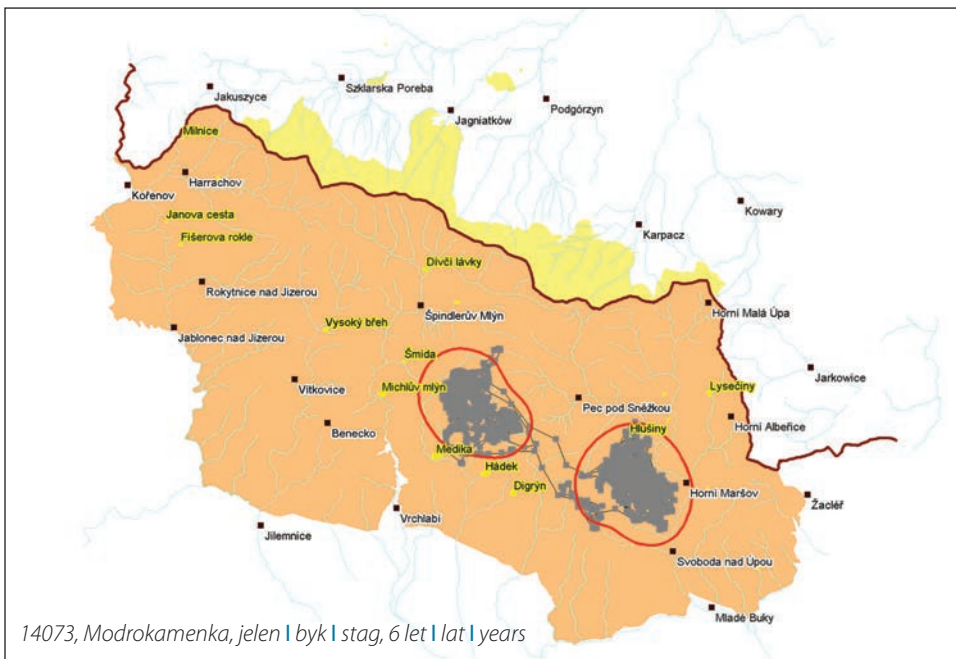 Szklarska Poreba
Jakuszyce
Podgórzyn
Jagniatków
Milnice
Harrachov
Kořenov
Kowary
Janova cesta
Karpacz
Fišerova rokle
Dívčí lávky
Rokytnice nad Jizerou
Horní Malá Úpa
Špindlerův Mlýn
Vysoký břeh
Jablonec nad Jizerou
Šmída
Jarkowice
Vítkovice
Michlův mlýn
Lysečiny
Pec pod Sněžkou
Horní Albeřice
Benecko
Hlušiny
Medika
Hádek
Horní Maršov
Digrýn
Žacléř
Vrchlabí
Jilemnice
Svoboda nad Úpou
Mladé Buky
14073, Modrokamenka, jelen I byk I stag, 6 let I lat I years